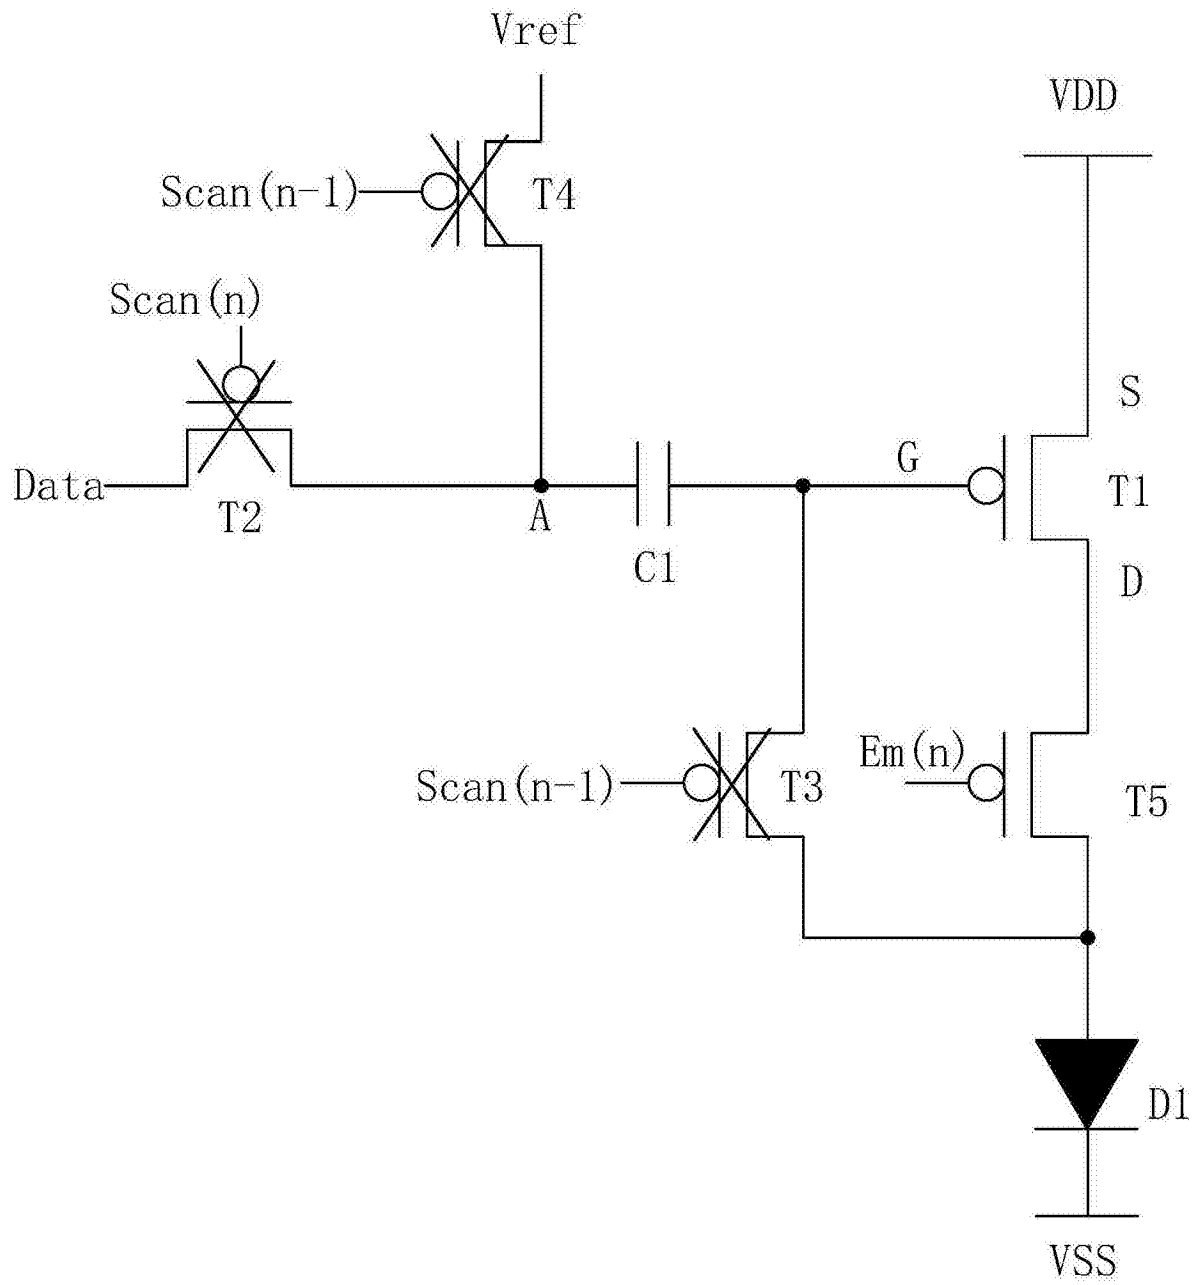 Vref
VDD
Scan(n-1)
T4
Scan(n)
S
G
Data
T2
A
T1
C1
D
Em(n)
Scan(n-1)
T3
T5
D1
VSS